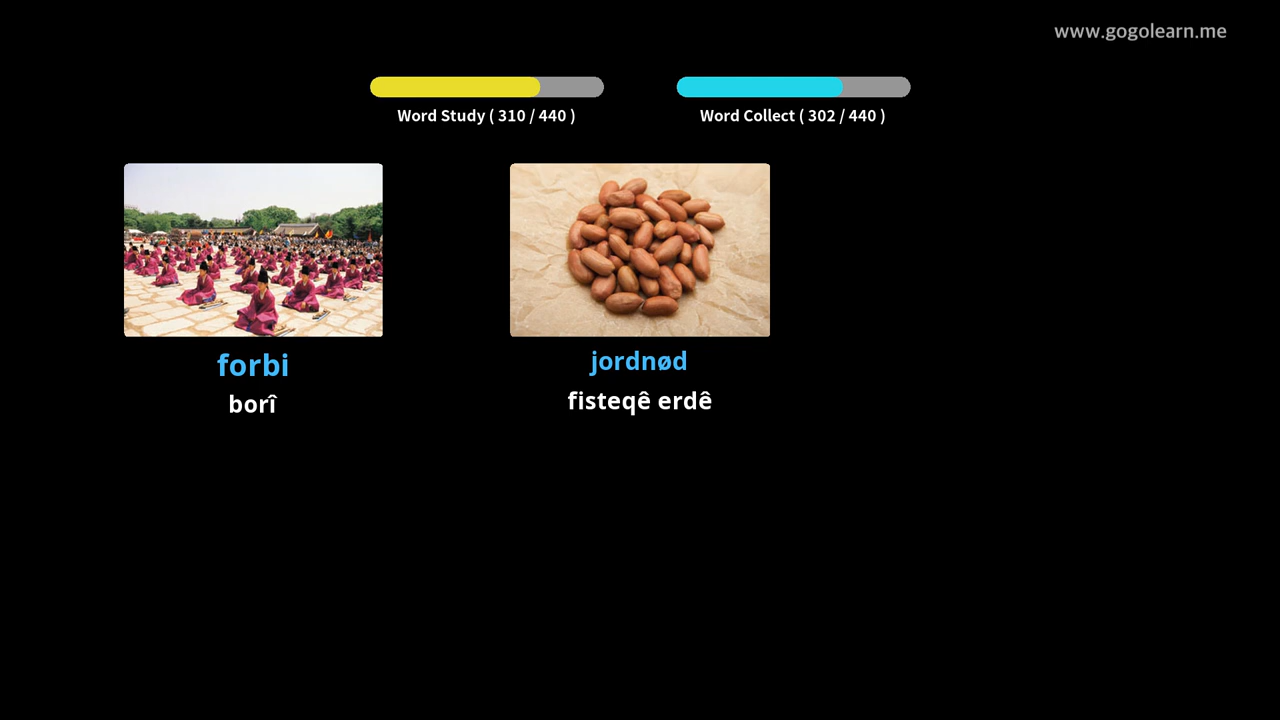 www.gogolearn.me
Word Study ( 310 / 440 )
Word Collect ( 302 / 440 )
forbi
borî
jordnød
fisteqê erdê